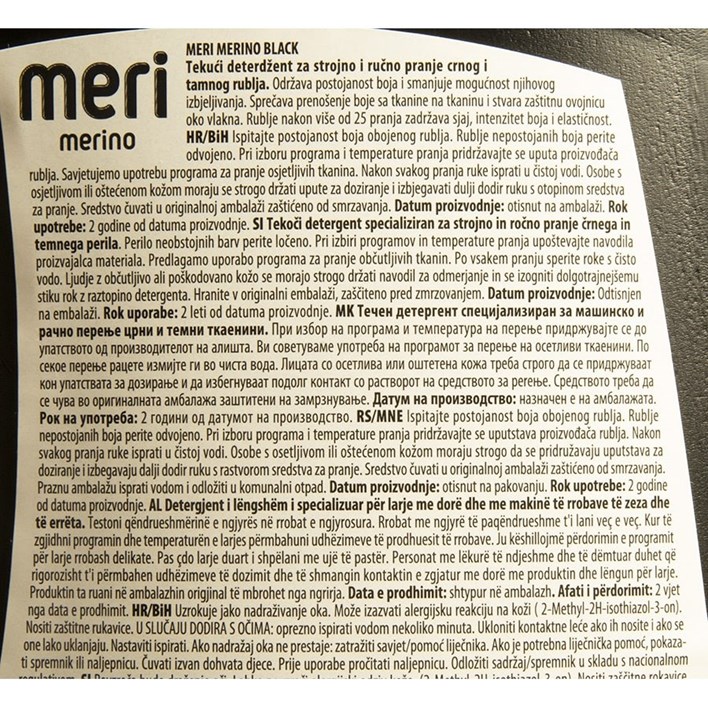 meri
merino
MERI MERINO BLACK
Tekući deterdžent za strojno i ručno pranje crnog i
tamnog rublja. Održava postojanost boja i smanjuje mogućnost njihovog
izbjeljivanja. Sprečava prenošenje boje sa tkanine na tkaninu i stvara zaštitnu ovojnicu
oko vlakna. Rublje nakon više od 25 pranja zadržava sjaj, intenzitet boja i elastičnost.
HR/BiH Ispitajte postojanost boja obojenog rublja. Rublje nepostojanih boja perite
odvojeno. Pri izboru programa i temperature pranja pridržavajte se uputa proizvođača
rublja. Savjetujemo upotrebu programa za pranje osjetljivih tkanina. Nakon svakog pranja ruke isprati u čistoj vodi. Osobe s
osjetljivom ili oštećenom kožom moraju se strogo držati upute za doziranje i izbjegavati dulji dodir ruku s otopinom sredstva
za pranje. Sredstvo čuvati u originalnoj ambalaži zaštićeno od smrzavanja. Datum proizvodnje: otisnut na ambalaži. Rok
upotrebe: 2 godine od datuma proizvodnje. SI Tekoči detergent specializiran za strojno in ročno pranje črnega in
temnega perila. Perilo neobstojnih barv perite ločeno. Pri izbiri programov in temperature pranja upoštevajte navodila
proizvajalca materiala. Predlagamo uporabo programa za pranje občutljivih tkanin. Po vsakem pranju sperite roke s čisto
vodo. Ljudje z občutljivo ali poškodovano kožo se morajo strogo držati navodil za odmerjanje in se izogniti dolgotrajnejšemu
stiku rok z raztopino detergenta. Hranite v originalni embalaži, zaščiteno pred zmrzovanjem. Datum proizvodnje: Odtisnjen
na embalaži. Rok uporabe: 2 leti od datuma proizvodnje. МК Течен детергент специјализиран за машинско и
рачно перење црни и темни ткаенини. При избор на програма и температура на перење придржувајте се до
упатството од производителот на алишта. Ви советуваме употреба на програмот за перење на осетливи ткаенини. По
секое перење рацете измијте ги во чиста вода. Лицата со осетлива или оштетена кожа треба строго да се придржуваат
кон упатствата за дозирање и да избегнуваат подолг контакт со растворот на средството за перење. Средството треба да
се чува во оригиналната амбалажа заштитени на замрзнување. Датум на производство: назначен е на амбалажата.
Рок на употреба: 2 години од датумот на производство. RS/MNE Ispitajte postojanost boja obojenog rublja. Rublje
nepostojanih boja perite odvojeno. Pri izboru programa i temperature pranja pridržavajte se uputstava proizvođača rublja. Nakon
svakog pranja ruke isprati u čistoj vodi. Osobe s osetljivom ili oštećenom kožom moraju strogo da se pridružavaju uputstava za
doziranje i izbegavaju dalji dodir ruku s rastvorom sredstva za pranje. Sredstvo čuvati u originalnoj ambalaži zaštićeno od smrzavanja.
Praznu ambalažu isprati vodom i odložiti u komunalni otpad. Datum proizvodnje: otisnut na pakovanju. Rok upotrebe: 2 godine
od datuma proizvodnje. AL Detergjent i lëngshëm i specializuar për larje me dorë dhe me makinë të rrobave të zeza dhe
të errëta. Testoni qëndrueshmërinë e ngjyrës në rrobat e ngjyrosura. Rrobat me ngjyrë të paqëndrueshme t'i lani veç e veç. Kur të
zgjidhni programin dhe temperaturën e larjes përmbahuni udhëzimeve të prodhuesit të rrobave. Ju këshillojmë përdorimin e programit
për larje rrobash delikate. Pas çdo larje duart i shpëlani me ujë të pastër. Personat me lëkurë të ndjeshme dhe të dëmtuar duhet që
rigorozisht t'i përmbahen udhëzimeve të dozimit dhe të shmangin kontaktin e zgjatur me dorë me produktin dhe lëngun për larje.
Produktin ta ruani në ambalazhin origjinal të mbrohet nga ngrirja. Data e prodhimit: shtypur në ambalazh. Afati i përdorimit: 2 vjet
nga data e prodhimit. HR/BiH Uzrokuje jako nadraživanje oka. Može izazvati alergijsku reakciju na koži ( 2-Methyl-2H-isothiazol-3-on).
Nositi zaštitne rukavice. U SLUČAJU DODIRA S OČIMA: oprezno ispirati vodom nekoliko minuta. Ukloniti kontaktne leće ako ih nosite i ako se
one lako uklanjaju. Nastaviti ispirati. Ako nadražaj oka ne prestaje: zatražiti savjet/pomoć liječnika. Ako je potrebna liječnička pomoć, pokaza-
ti spremnik ili naljepnicu. Čuvati izvan dohvata djece. Prije uporabe pročitati naljepnicu. Odložiti sadržaj/spremnik u skladu s nacionalnom